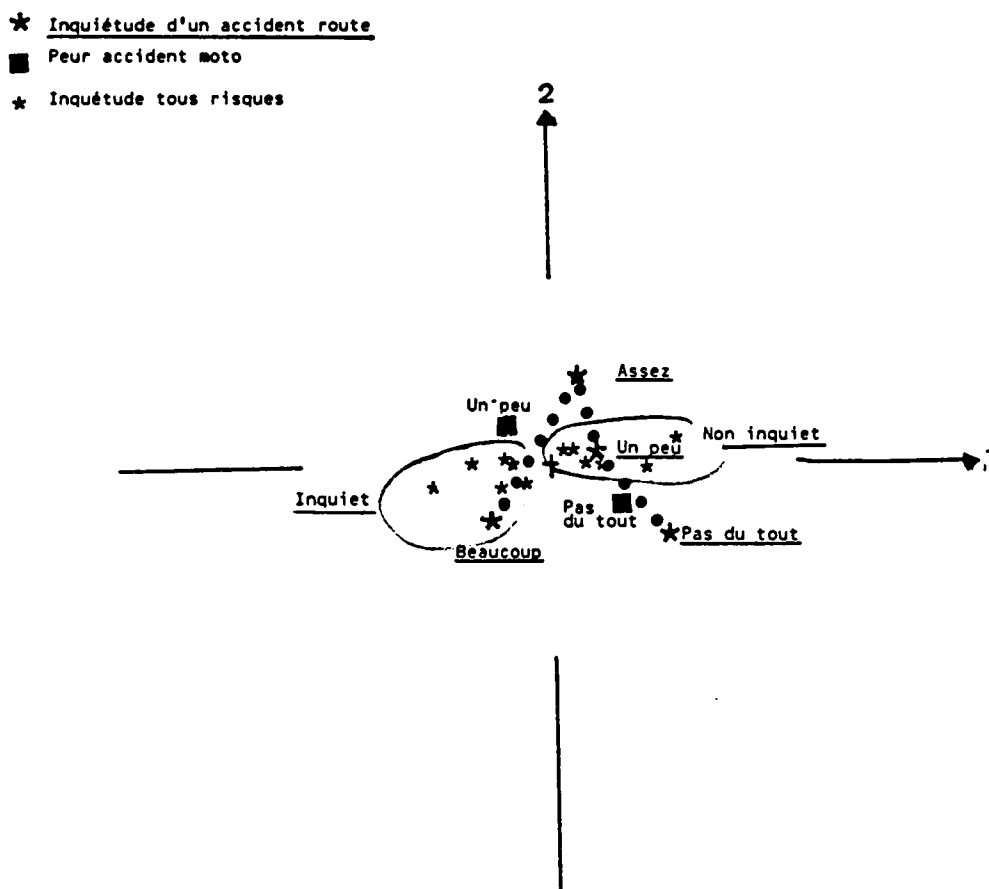 Inquiétude d'un accident route
Peur accident moto
Inquétude tous risques
2
Assez
Un peu
Non inquiet
Un peu
Inquiet
Pas
du tout
Pas du tout
Beaucoup